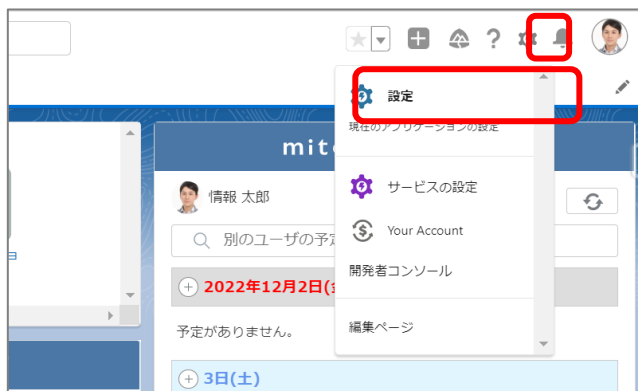 設定
現在のアプリケーションの設定
mit
情報 太郎
サービスの設定
別のユーザの予
Your Account
開発者コンソール
2022年12月2日(
予定がありません。
編集ページ
3日(土)
日